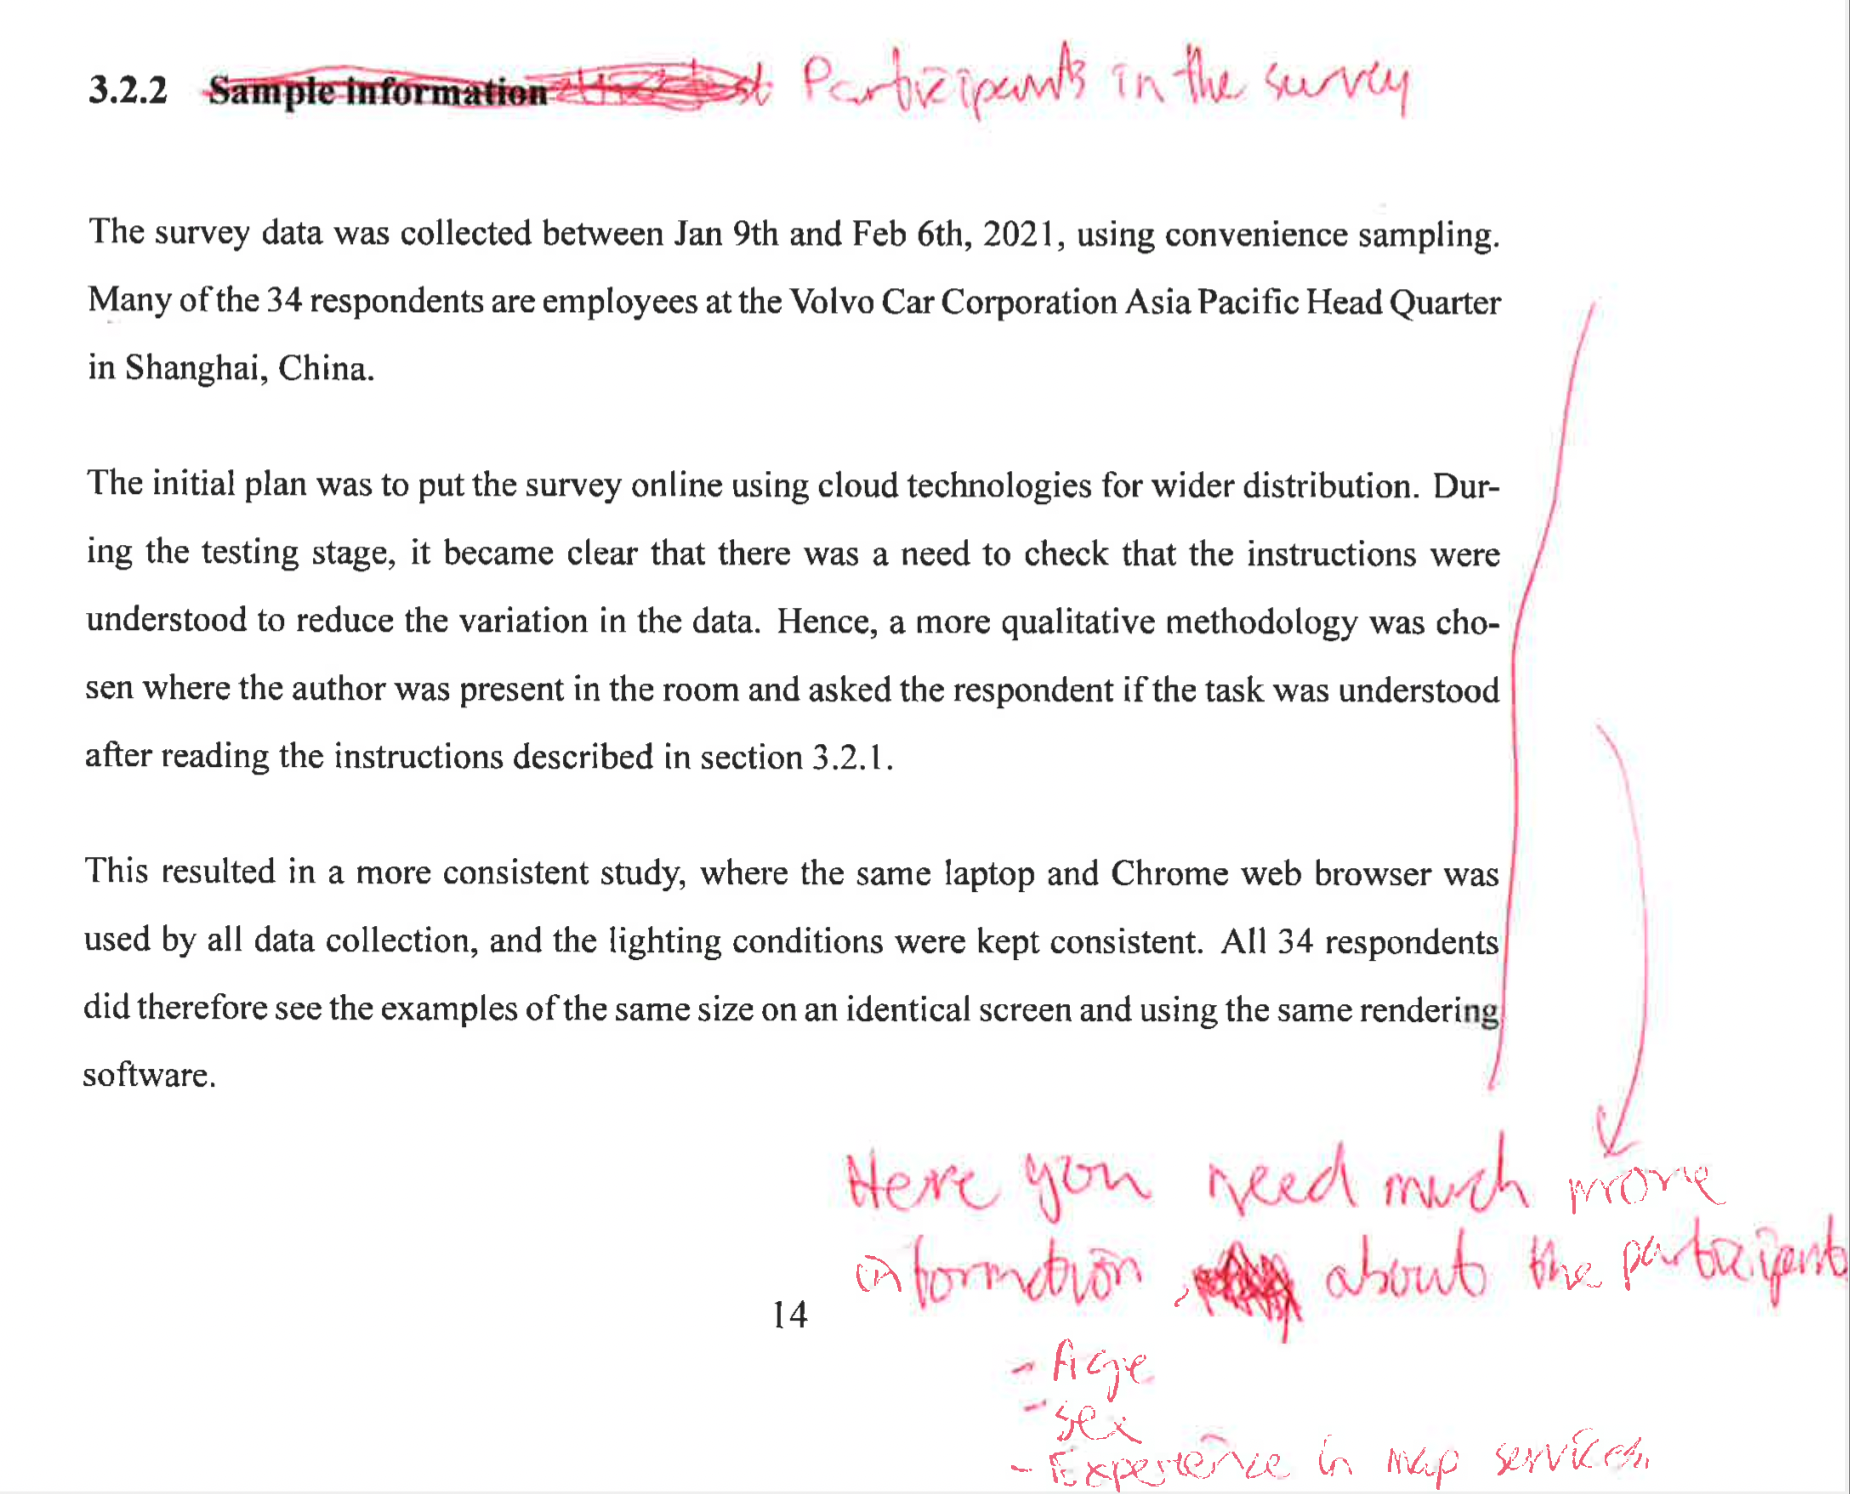 3.2.2 Sample information Participants in the survey
The survey data was collected between Jan 9th and Feb 6th, 2021, using convenience sampling.
Many of the 34 respondents are employees at the Volvo Car Corporation Asia Pacific Head Quarter
in Shanghai, China.
The initial plan was to put the survey online using cloud technologies for wider distribution. Dur-
ing the testing stage, it became clear that there was a need to check that the instructions were
understood to reduce the variation in the data. Hence, a more qualitative methodology was cho-
sen where the author was present in the room and asked the respondent if the task was understood
after reading the instructions described in section 3.2.1.
This resulted in a more consistent study, where the same laptop and Chrome web browser was
used by all data collection, and the lighting conditions were kept consistent. All 34 respondents
did therefore see the examples of the same size on an identical screen and using the same rendering
software.
Here you need much more
information, about the participants
14
- Age
- Sex
- Experience in map services.